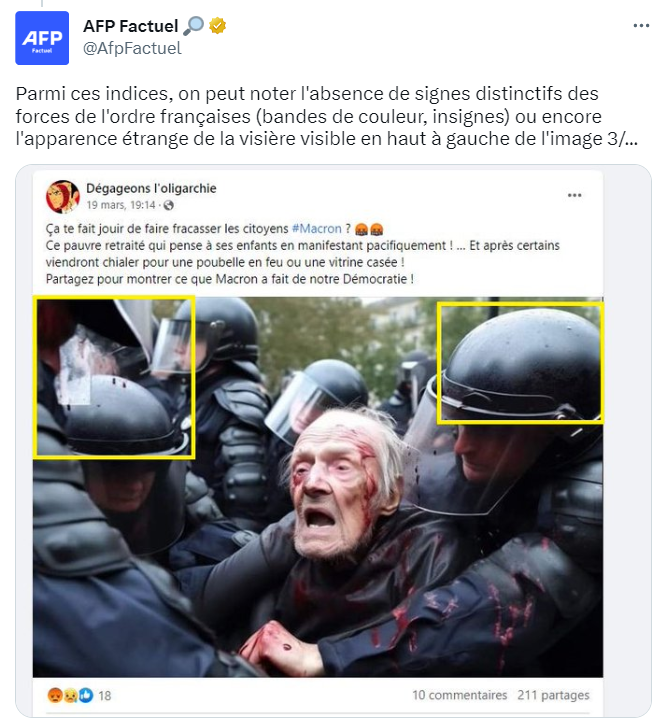 AFP Factuel
@AfpFactuel
AFP
Factuel
Parmi ces indices, on peut noter l'absence de signes distinctifs des
forces de l'ordre françaises (bandes de couleur, insignes) ou encore
l'apparence étrange de la visière visible en haut à gauche de l'image 3/...
Dégageons l'oligarchie
19 mars, 19:14 ·
Ça te fait jouir de faire fracasser les citoyens #Macron ?
Ce pauvre retraité qui pense à ses enfants en manifestant pacifiquement ! ... Et après certains
viendront chialer pour une poubelle en feu ou une vitrine casée !
Partagez pour montrer ce que Macron a fait de notre Démocratie !
18
10 commentaires 211 partages